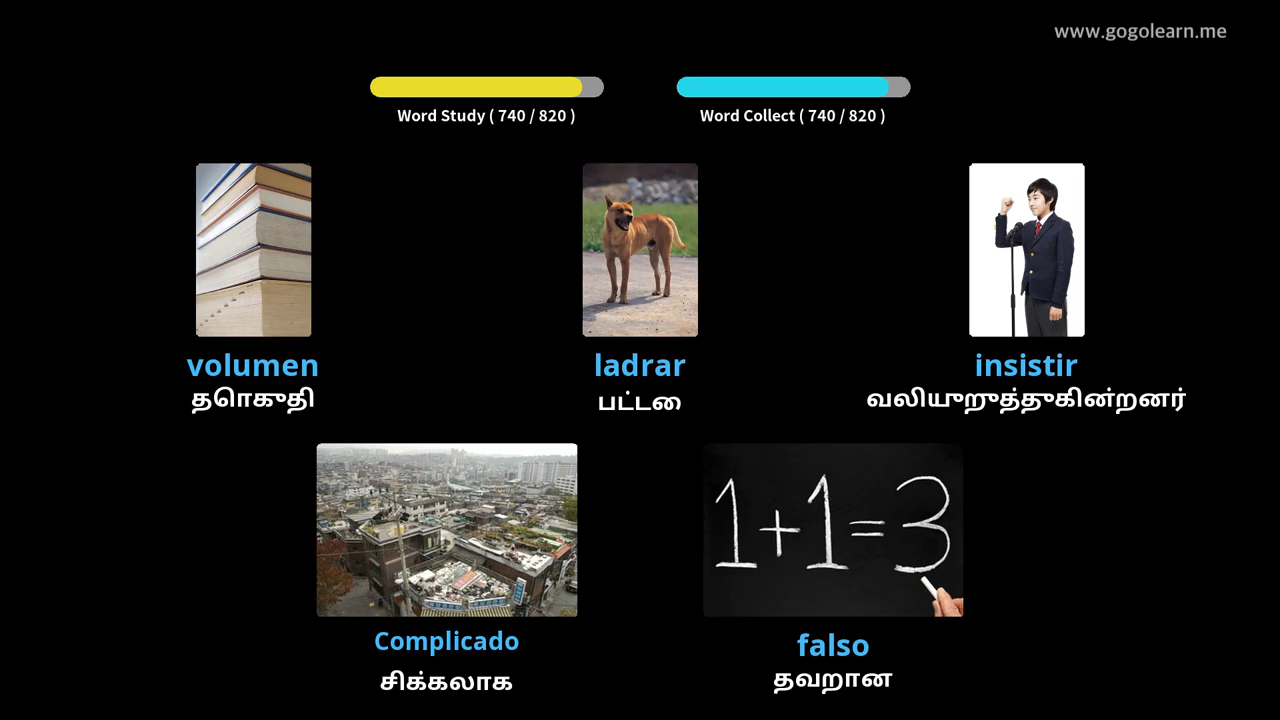 www.gogolearn.me
Word Study ( 740 / 820 )
Word Collect ( 740 / 820 )
volumen
தொகுதி
ladrar
பட்டை
insistir
வலியுறுத்துகின்றனர்
1+1=3
Complicado
சிக்கலாக
falso
தவறான